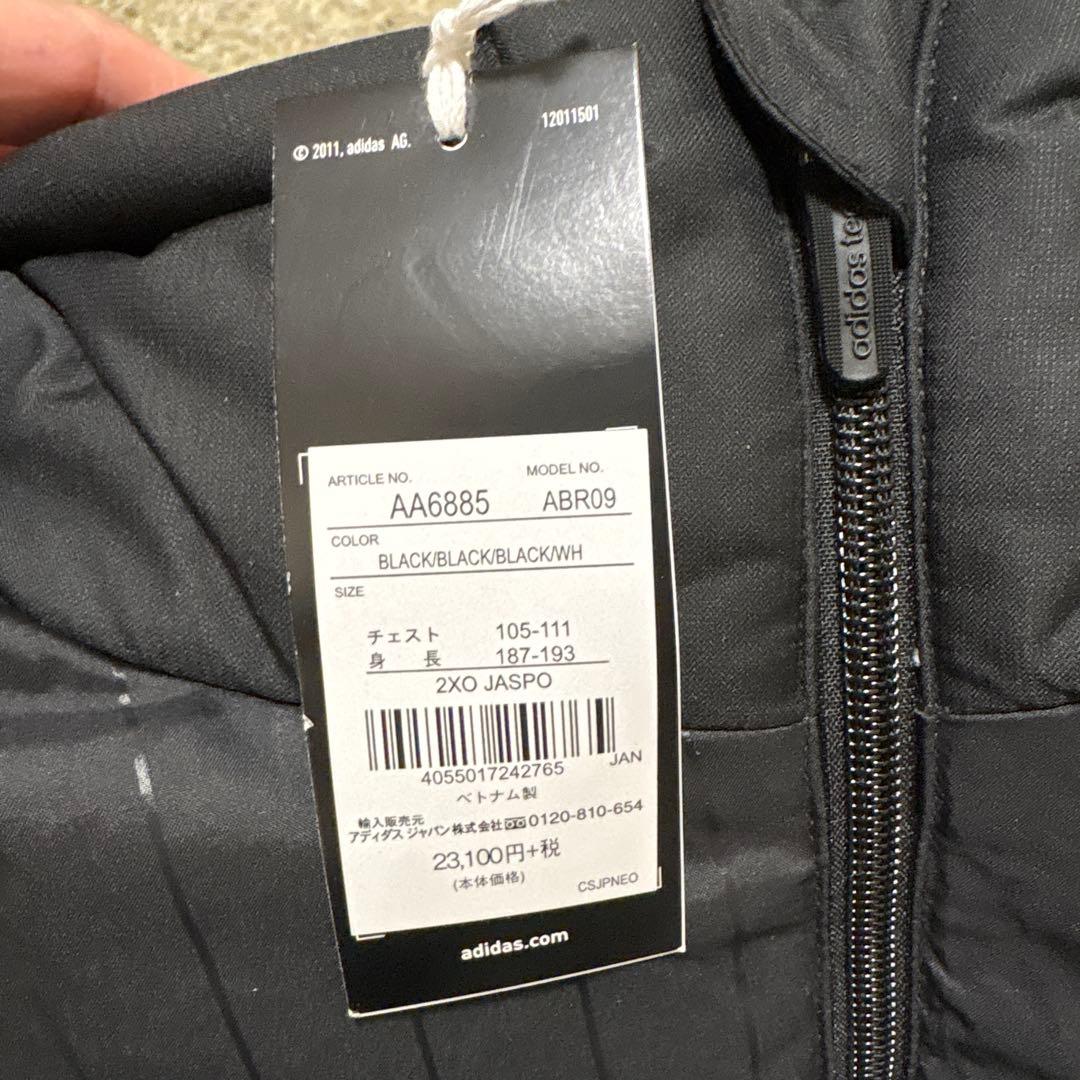 © 2011, adidas AG.
12011501
adidas
ARTICLE NO. MODEL NO.
AA6885 ABR09
COLOR
BLACK/BLACK/BLACK/WH
SIZE
チェスト 105-111
身 長 187-193
2XO JASPO
4055017242765 JAN
ベトナム製
輸入販売元
アディダス ジャパン株式会社 0120-810-654
23,100円+税
(本体価格)
CSJPNEO
adidas.com